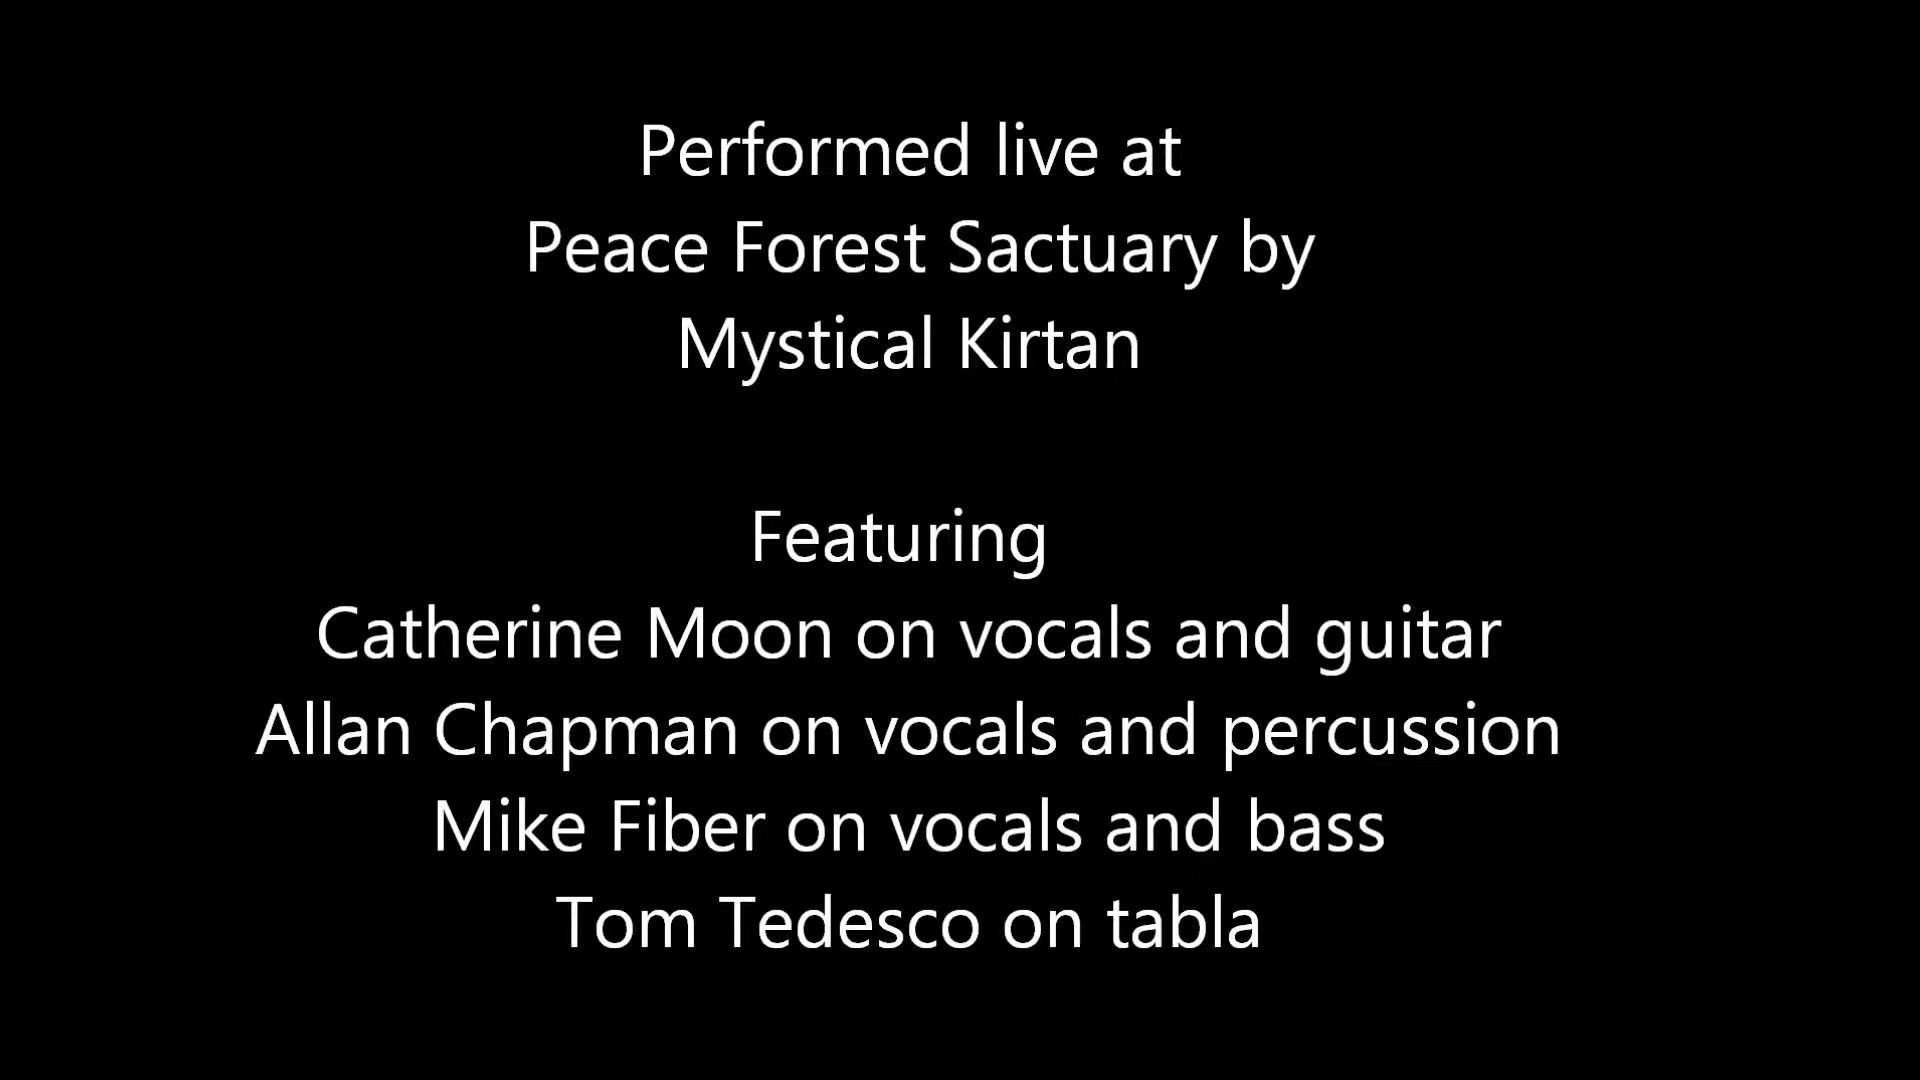 Performed live at
Peace Forest Sactuary by
Mystical Kirtan
Featuring
Catherine Moon on vocals and guitar
Allan Chapman on vocals and percussion
Mike Fiber on vocals and bass
Tom Tedesco on tabla